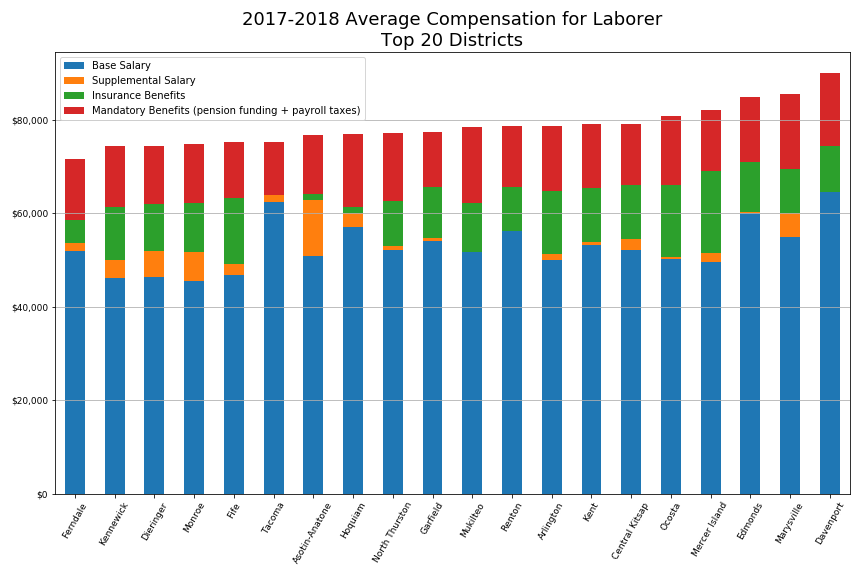 2017-2018 Average Compensation for Laborer
Top 20 Districts
Base Salary
Supplemental Salary
Insurance Benefits
Mandatory Benefits (pension funding + payroll taxes)
$80,000
$60,000
$40,000
$20,000
$0
Ferndale
Kennewick
Dieringer
Monroe
Fife
Tacoma
Asotin-Anatone
Hoquiam
North Thurston
Garfield
Mukilteo
Renton
Arlington
Kent
Central Kitsap
Ocosta
Mercer Island
Edmonds
Marysville
Davenport